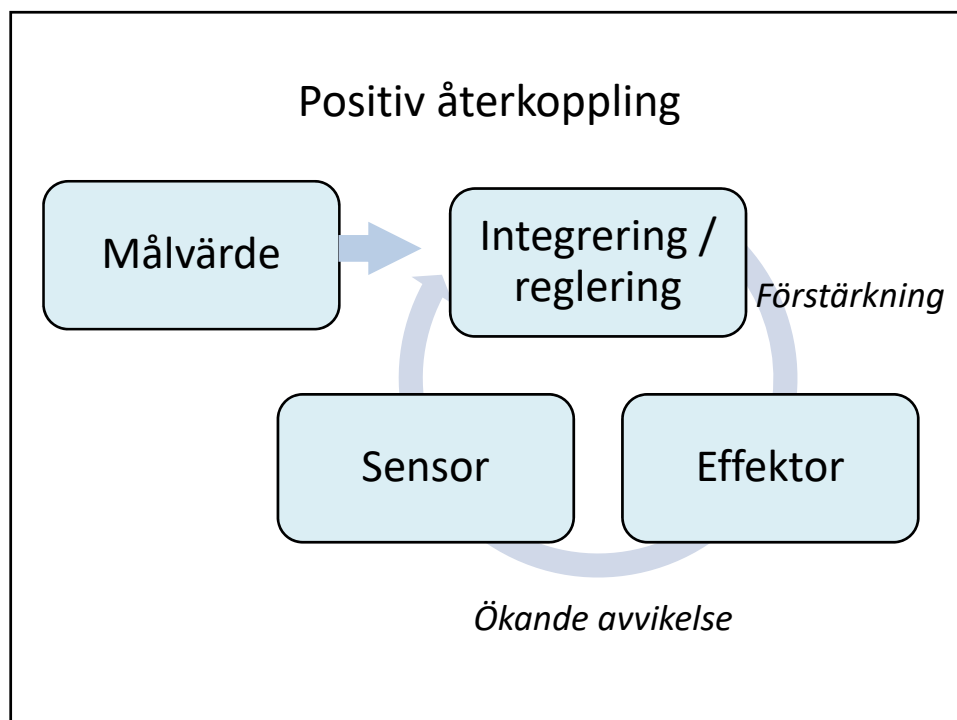 Positiv återkoppling
Målvärde
Integrering /
reglering
Förstärkning
Sensor
Effektor
Ökande avvikelse